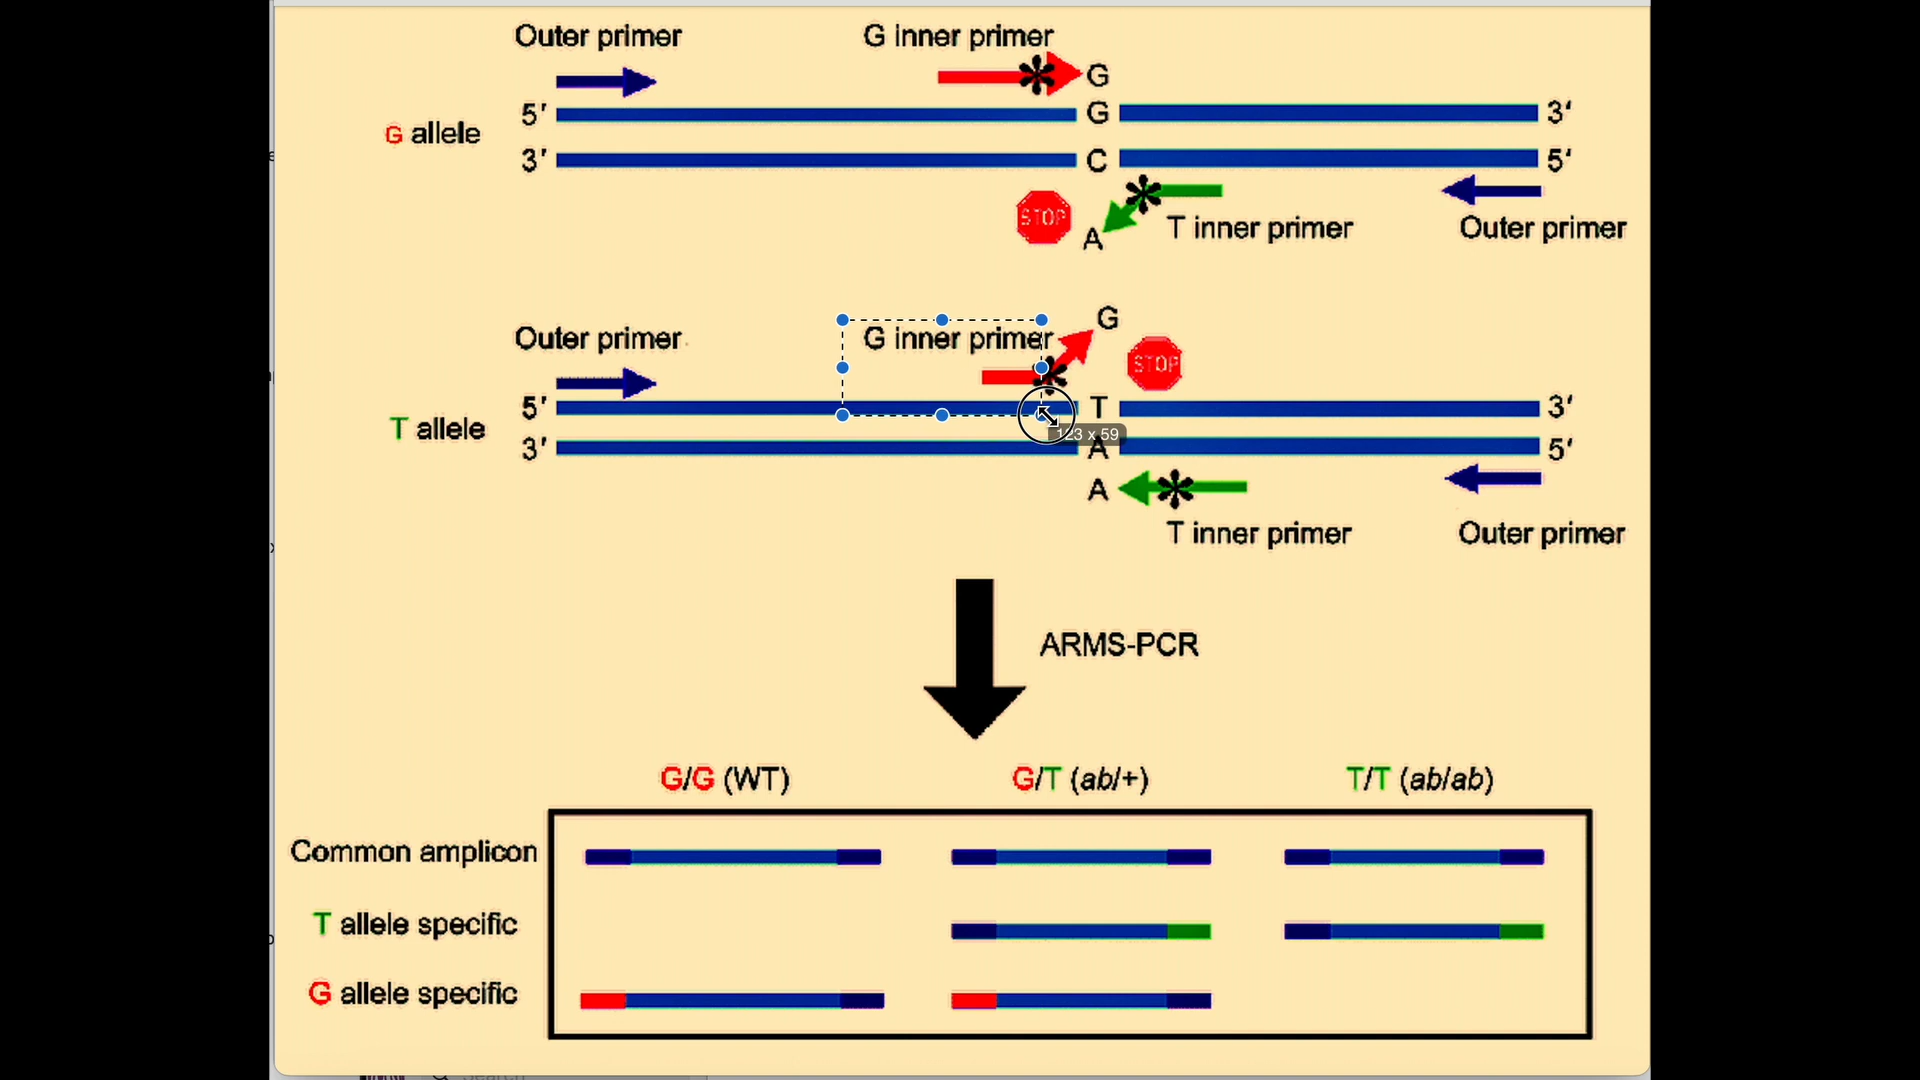 Outer primer G inner primer
G
5′ G 3′
G allele
3′ C 5′
STOP
A T inner primer Outer primer
G
Outer primer G inner primer
STOP
5′ T 3′
T allele
123 x 59
3′ A 5′
A
T inner primer Outer primer
ARMS-PCR
G/G (WT) G/T (ab/+) T/T (ab/ab)
Common amplicon
T allele specific
G allele specific